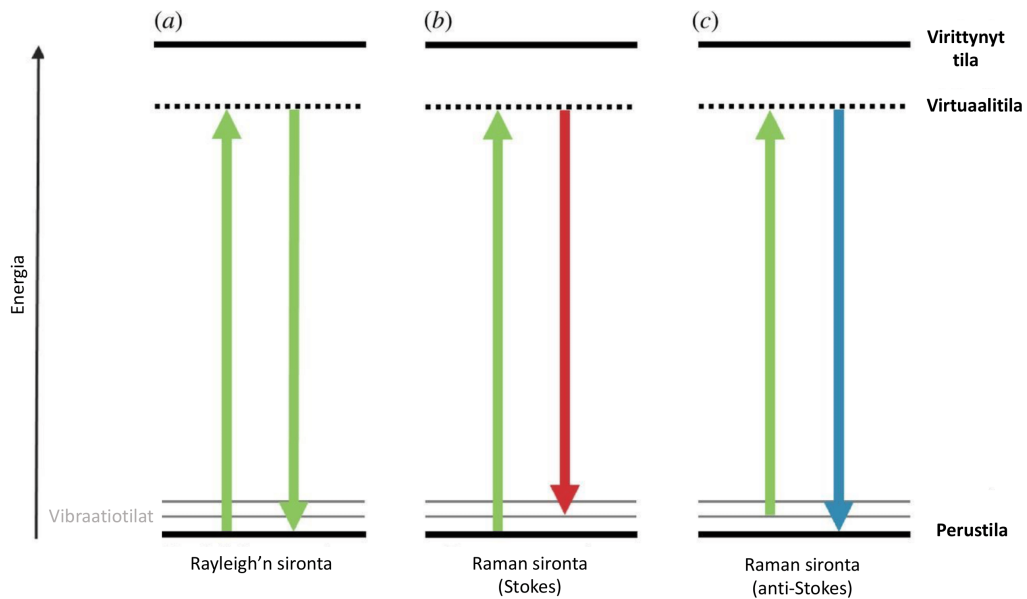 (a)
(b)
(c)
Virittynyt
tila
Virtuaalitila
Energia
Vibraatiotilat
Perustila
Rayleigh'n sironta
Raman sironta
(Stokes)
Raman sironta
(anti-Stokes)